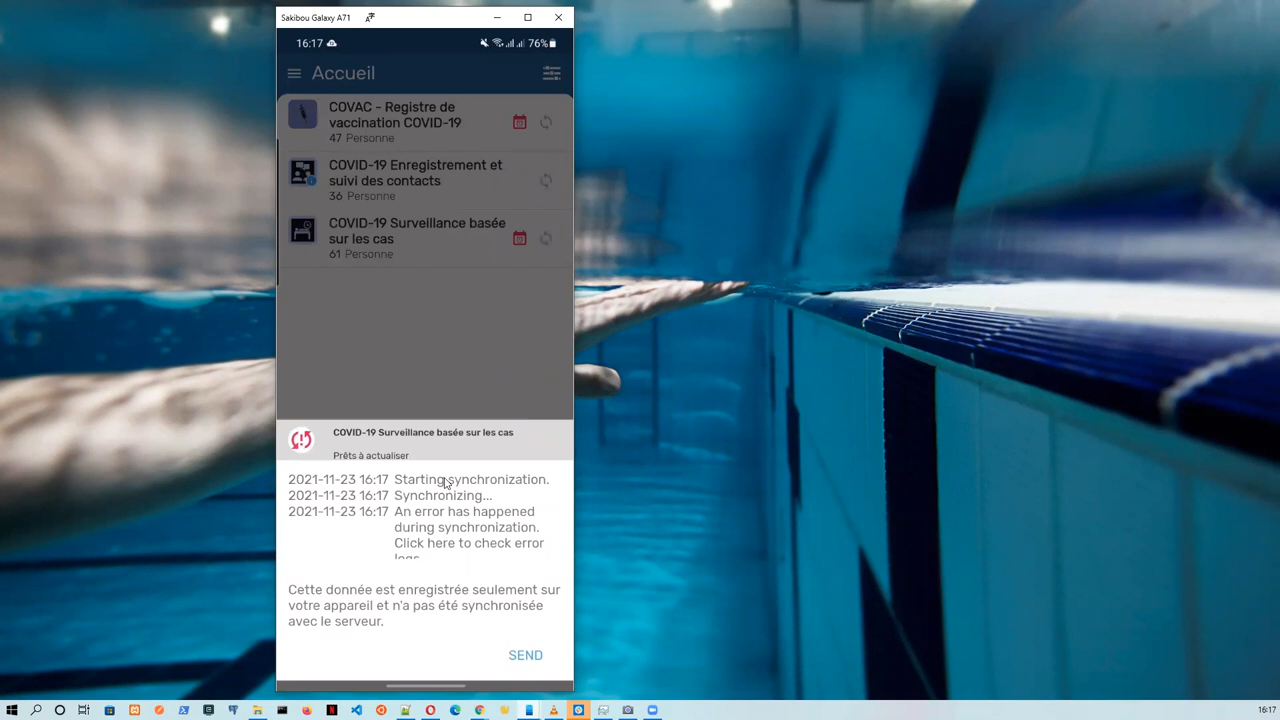 Sakibou Galaxy A71
16:17
76%
Accueil
COVAC - Registre de
vaccination COVID-19
47 Personne
COVID-19 Enregistrement et
suivi des contacts
36 Personne
COVID-19 Surveillance basée
sur les cas
61 Personne
COVID-19 Surveillance basée sur les cas
Prêts à actualiser
2021-11-23 16:17 Starting synchronization.
2021-11-23 16:17 Synchronizing...
2021-11-23 16:17 An error has happened
during synchronization.
Click here to check error
logs
Cette donnée est enregistrée seulement sur
votre appareil et n'a pas été synchronisée
avec le serveur.
SEND
16:17